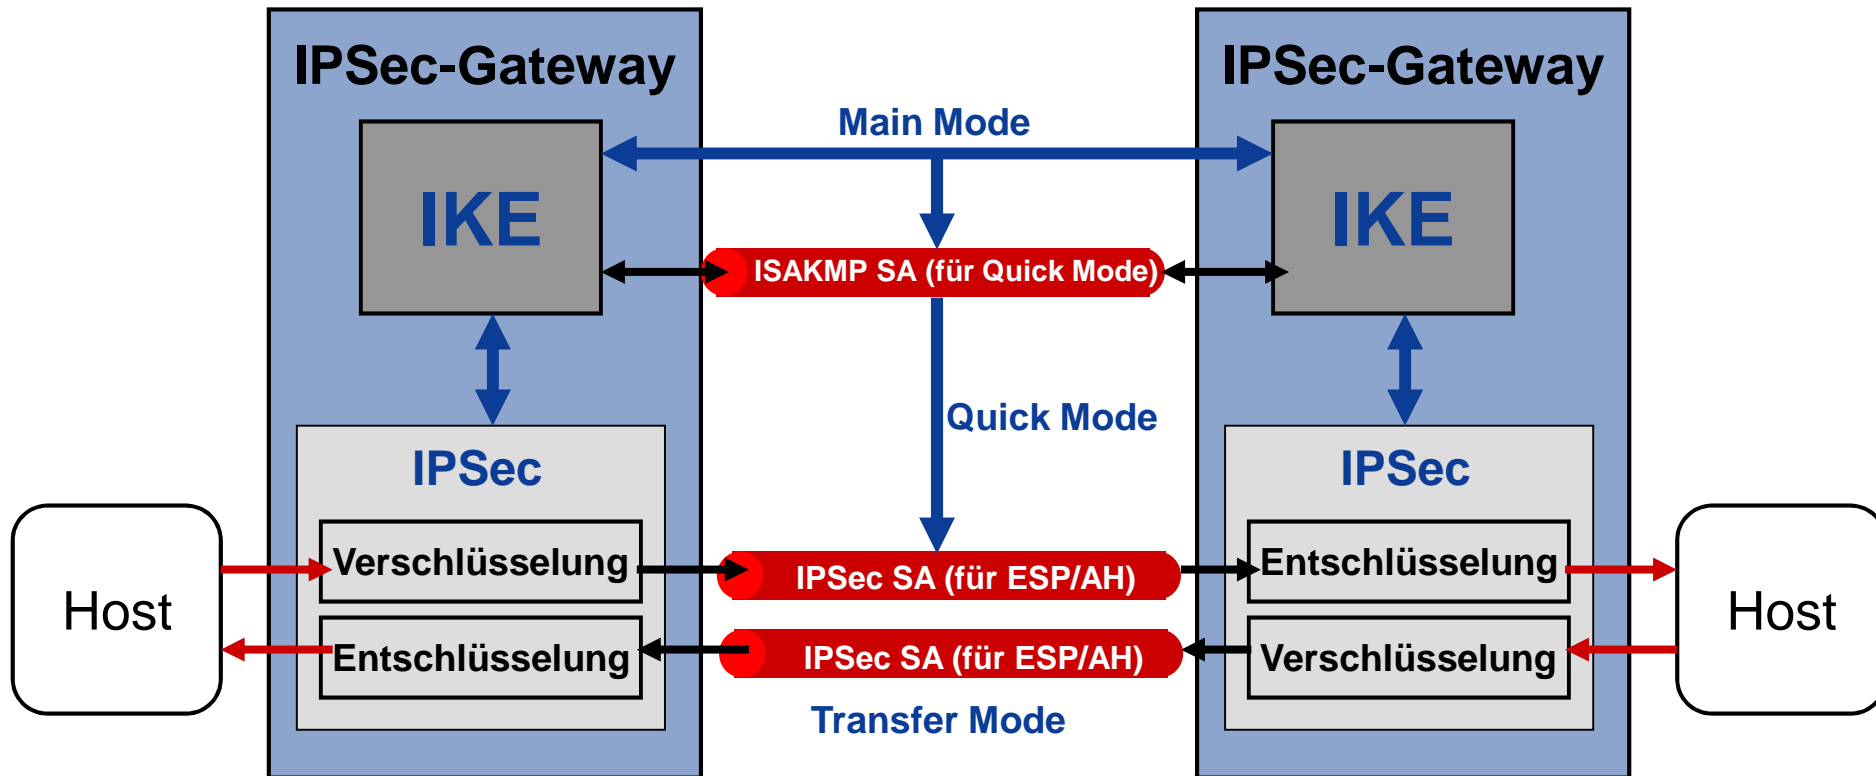 IPSec-Gateway
IPSec-Gateway
Main Mode
IKE
IKE
ISAKMP SA (für Quick Mode)
Quick Mode
IPSec
IPSec
Verschlüsselung
IPSec SA (für ESP/AH)
Entschlüsselung
Host
Host
Entschlüsselung
IPSec SA (für ESP/AH)
Verschlüsselung
Transfer Mode